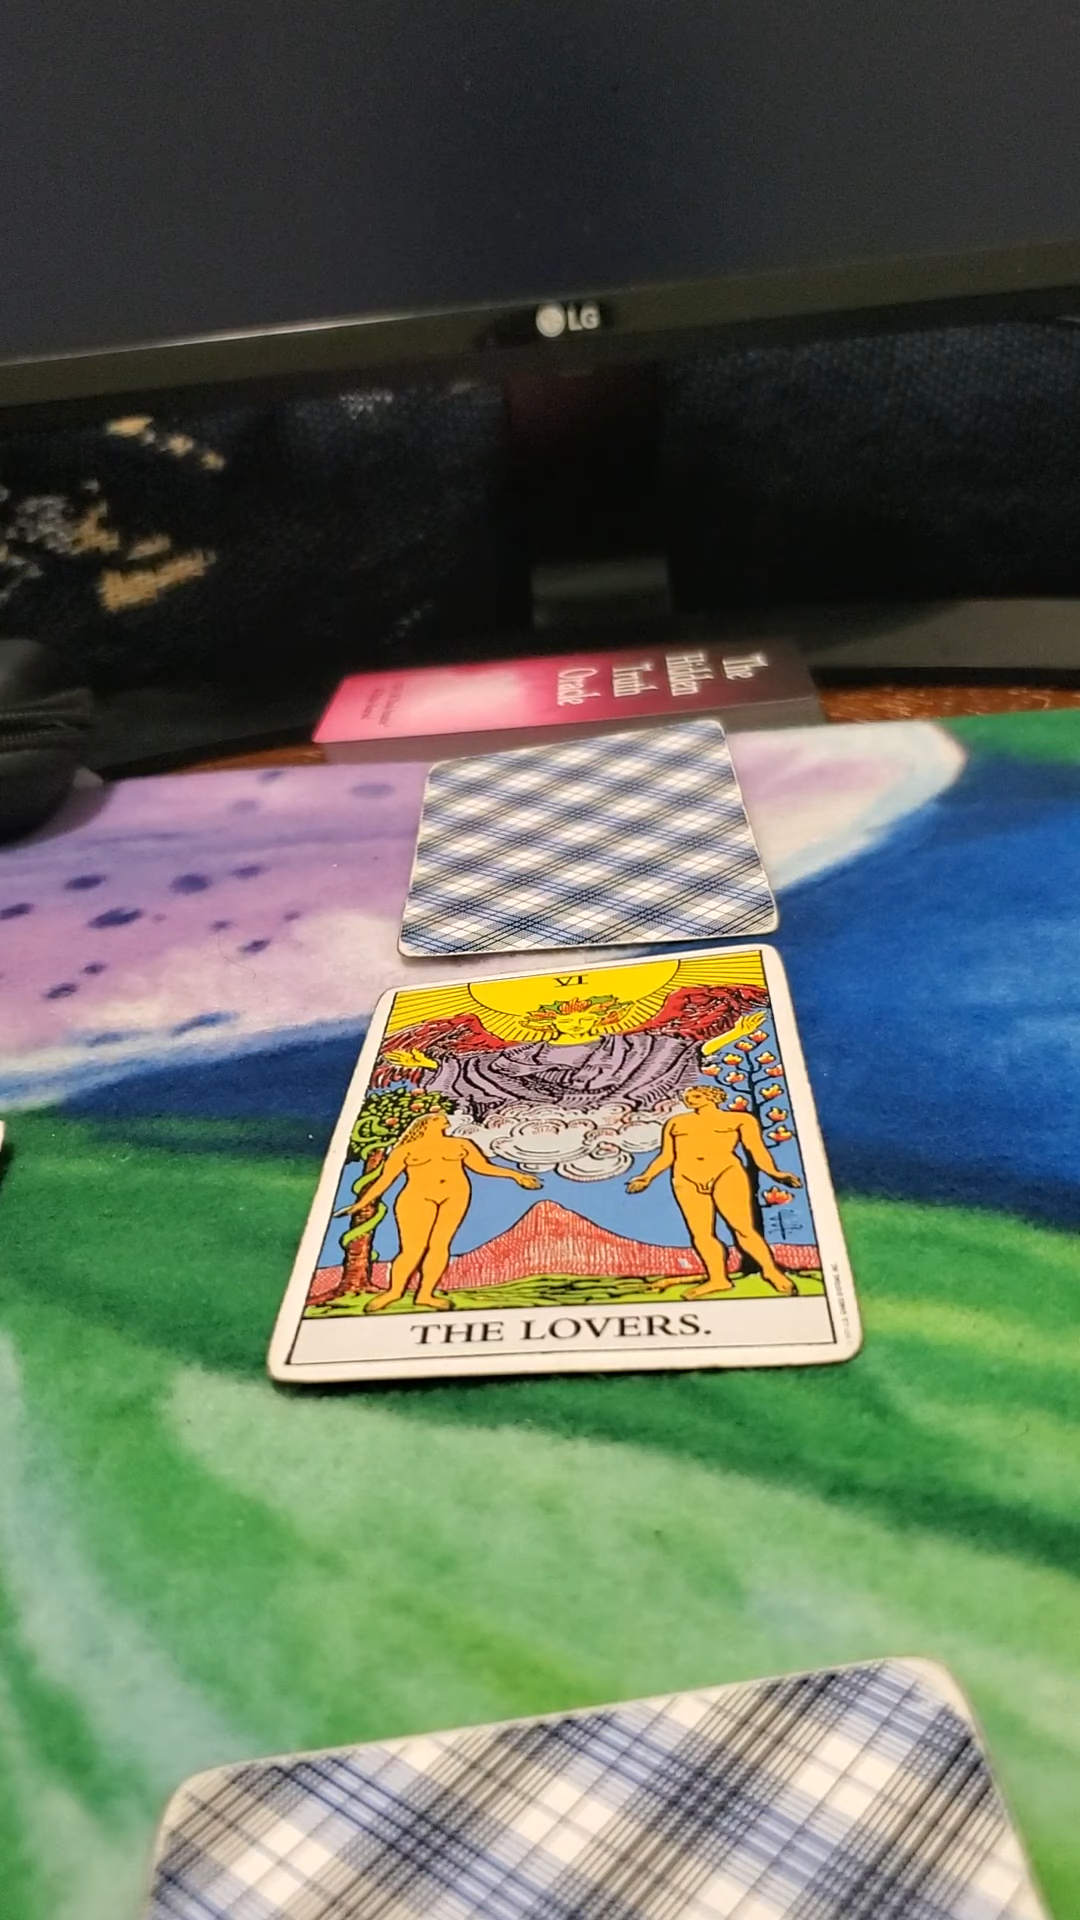 LG
The
Hidden
Truth
Oracle
VI
THE LOVERS.